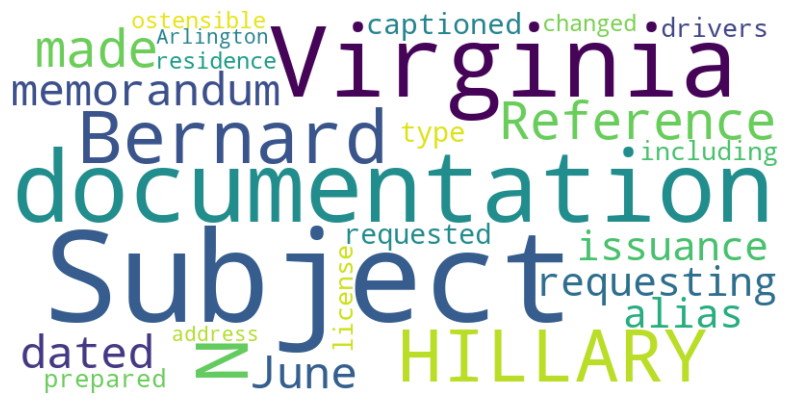 ostensible
captioned
changed
drivers
made
Arlington
residence
Virginia
memorandum
Bernard
type
Reference
including
documentation
Subject
requested
issuance
requesting
license
alias
dated
address
N
June
HILLARY
prepared